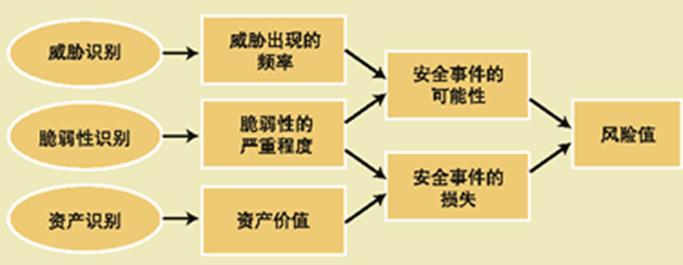 威胁识别
威胁出现的
频率
脆弱性识别
脆弱性的
严重程度
资产识别
资产价值
安全事件的
可能性
安全事件的
损失
风险值